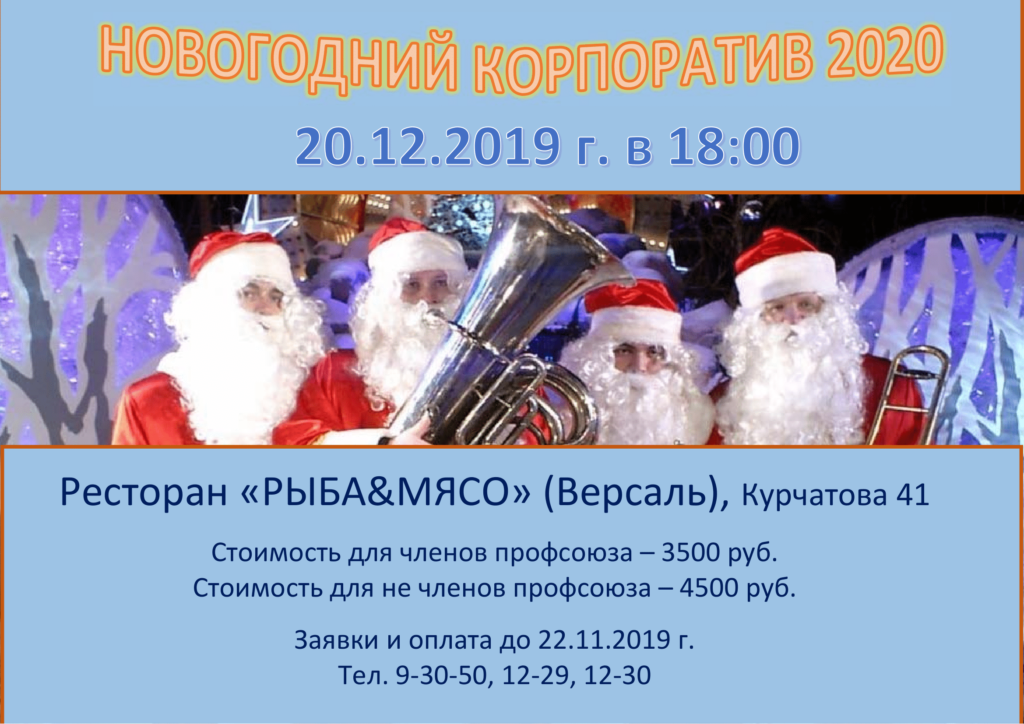 НОВОГОДНИЙ КОРПОРАТИВ 2020
20.12.2019 г. в 18:00
Ресторан «РЫБА&МЯСО» (Версаль), Курчатова 41
Стоимость для членов профсоюза – 3500 руб.
Стоимость для не членов профсоюза – 4500 руб.
Заявки и оплата до 22.11.2019 г.
Тел. 9-30-50, 12-29, 12-30